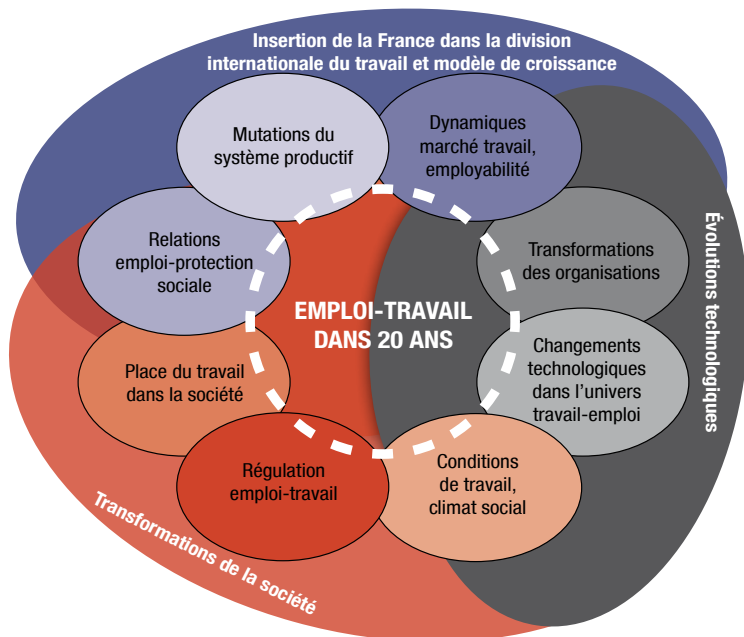 Insertion de la France dans la division
internationale du travail et modèle de croissance
Mutations du
système productif
Dynamiques
marché travail,
employabilité
Relations
emploi-protection
sociale
Transformations
des organisations
Évolutions technologiques
EMPLOI-TRAVAIL
DANS 20 ANS
Place du travail
dans la société
Changements
technologiques
dans l’univers
travail-emploi
Régulation
emploi-travail
Conditions
de travail,
climat social
Transformations de la société